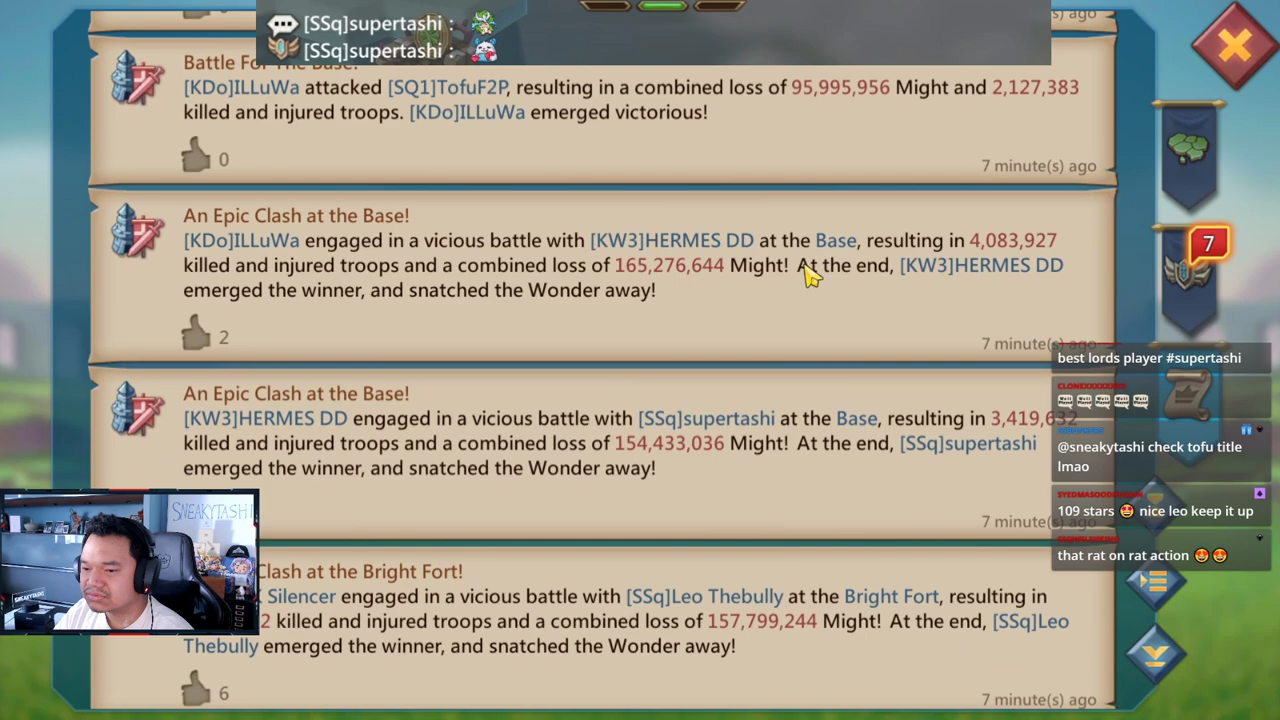 [SSq]supertashi :
[SSq]supertashi :
s) ago
Battle For The Base!
[KDo]ILLuWa attacked [SQ1]TofuF2P, resulting in a combined loss of 95,995,956 Might and 2,127,383
killed and injured troops. [KDo]ILLuWa emerged victorious!
0
7 minute(s) ago
An Epic Clash at the Base!
[KDo]ILLuWa engaged in a vicious battle with [KW3]HERMES DD at the Base, resulting in 4,083,927
killed and injured troops and a combined loss of 165,276,644 Might! At the end, [KW3]HERMES DD
emerged the winner, and snatched the Wonder away!
2
7 minute(s) ago
7
An Epic Clash at the Base!
[KW3]HERMES DD engaged in a vicious battle with [SSq]supertashi at the Base, resulting in 3,419,632
killed and injured troops and a combined loss of 154,433,036 Might! At the end, [SSq]supertashi
emerged the winner, and snatched the Wonder away!
7 minute(s) ago
Clash at the Bright Fort!
Silencer engaged in a vicious battle with [SSq]Leo Thebully at the Bright Fort, resulting in
2 killed and injured troops and a combined loss of 157,799,244 Might! At the end, [SSq]Leo
Thebully emerged the winner, and snatched the Wonder away!
6
7 minute(s) ago
best lords player #supertashi
@sneakytashi check tofu title
lmao
109 stars 🤩 nice leo keep it up
that rat on rat action 🤩 🤩
SNEAKYTASHI
SNEAKYTASHI